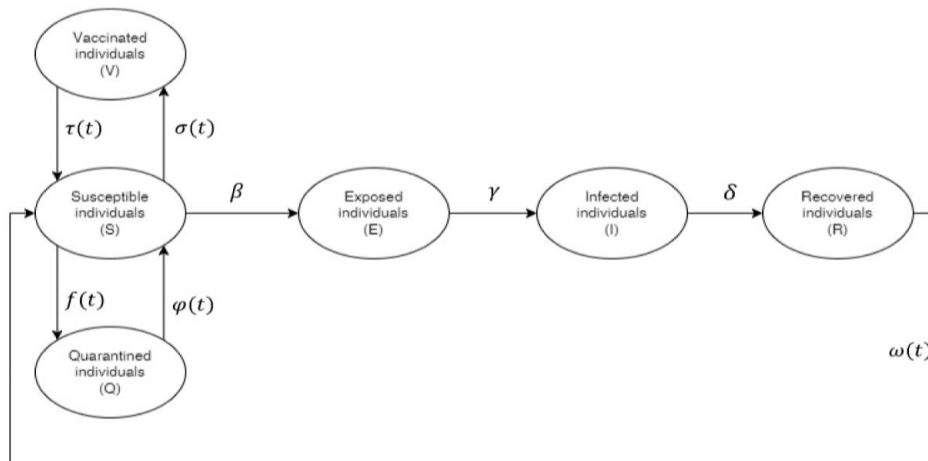 Vaccinated
individuals
(V)
τ(t)
σ(t)
Susceptible
individuals
(S)
β
Exposed
individuals
(E)
γ
Infected
individuals
(I)
δ
Recovered
individuals
(R)
f(t)
φ(t)
ω(t)
Quarantined
individuals
(Q)